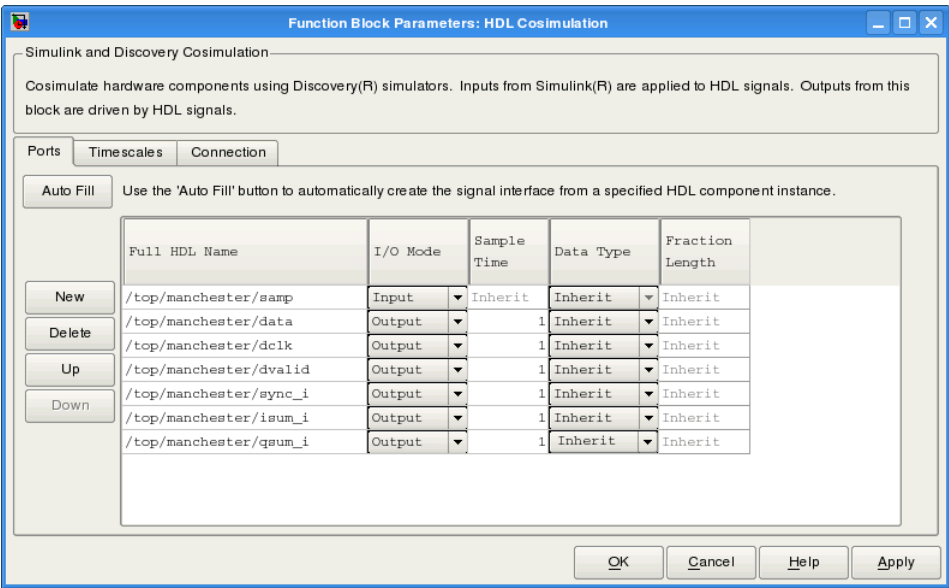 Function Block Parameters: HDL Cosimulation
Simulink and Discovery Cosimulation
Cosimulate hardware components using Discovery(R) simulators. Inputs from Simulink(R) are applied to HDL signals. Outputs from this
block are driven by HDL signals.
Ports Timescales Connection
Auto Fill Use the 'Auto Fill' button to automatically create the signal interface from a specified HDL component instance.
Full HDL Name I/O Mode Sample Time Data Type Fraction Length
New /top/manchester/samp Input Inherit Inherit Inherit
/top/manchester/data Output 1 Inherit Inherit
Delete /top/manchester/dclk Output 1 Inherit Inherit
Up /top/manchester/dvalid Output 1 Inherit Inherit
/top/manchester/sync_i Output 1 Inherit Inherit
Down /top/manchester/isum_i Output 1 Inherit Inherit
/top/manchester/qsum_i Output 1 Inherit Inherit
OK Cancel Help Apply